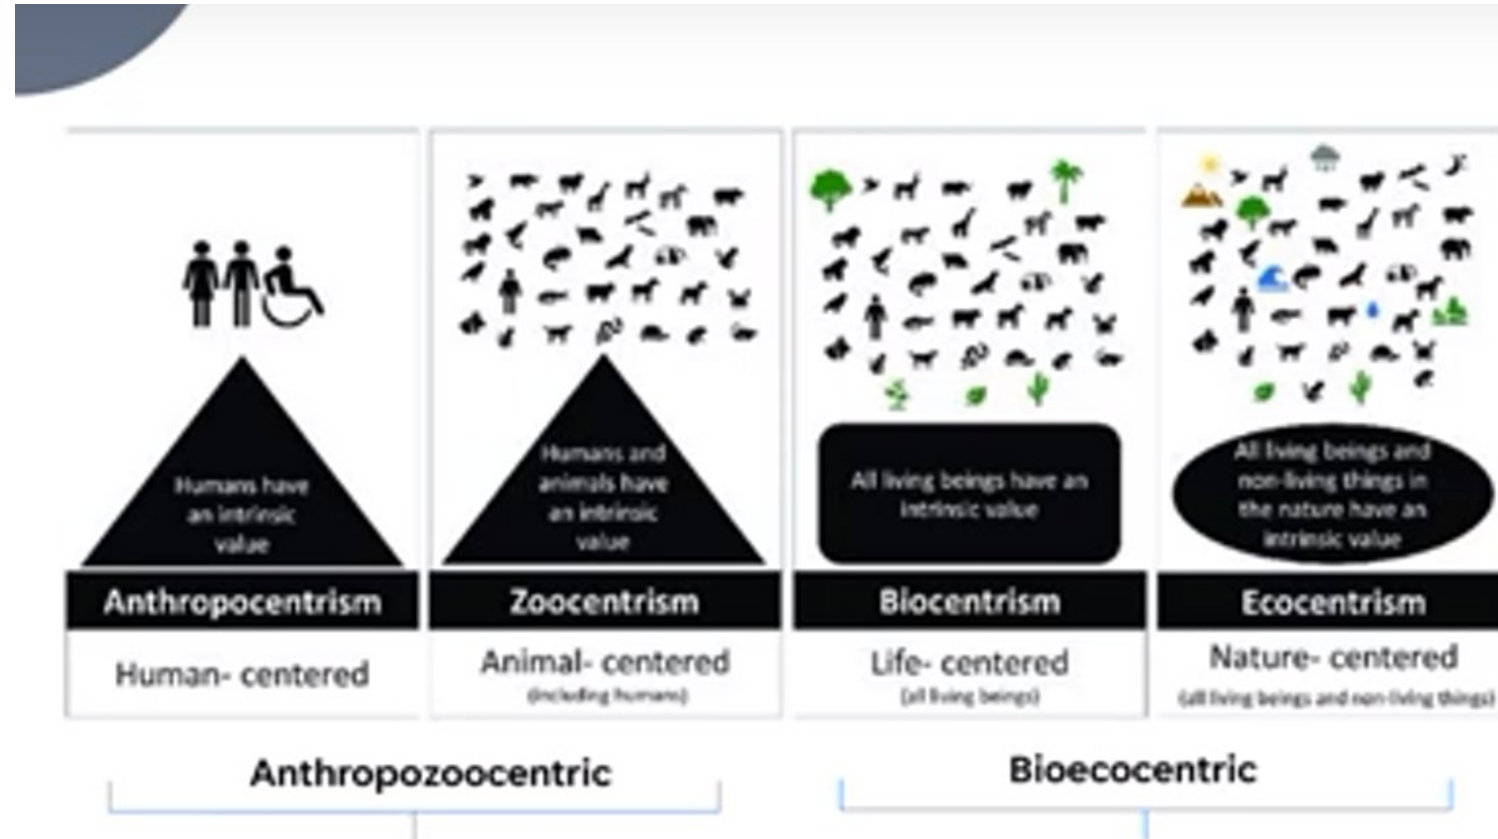 Humans have
an intrinsic
value
Anthropocentrism
Human- centered
Humans and
animals have
an intrinsic
value
Zoocentrism
Animal- centered
(including humans)
All living beings have an
intrinsic value
Biocentrism
Life- centered
(all living beings)
All living beings and
non-living things in
the nature have an
intrinsic value
Ecocentrism
Nature- centered
(all living beings and non-living things)
Anthropozoocentric
Bioecocentric